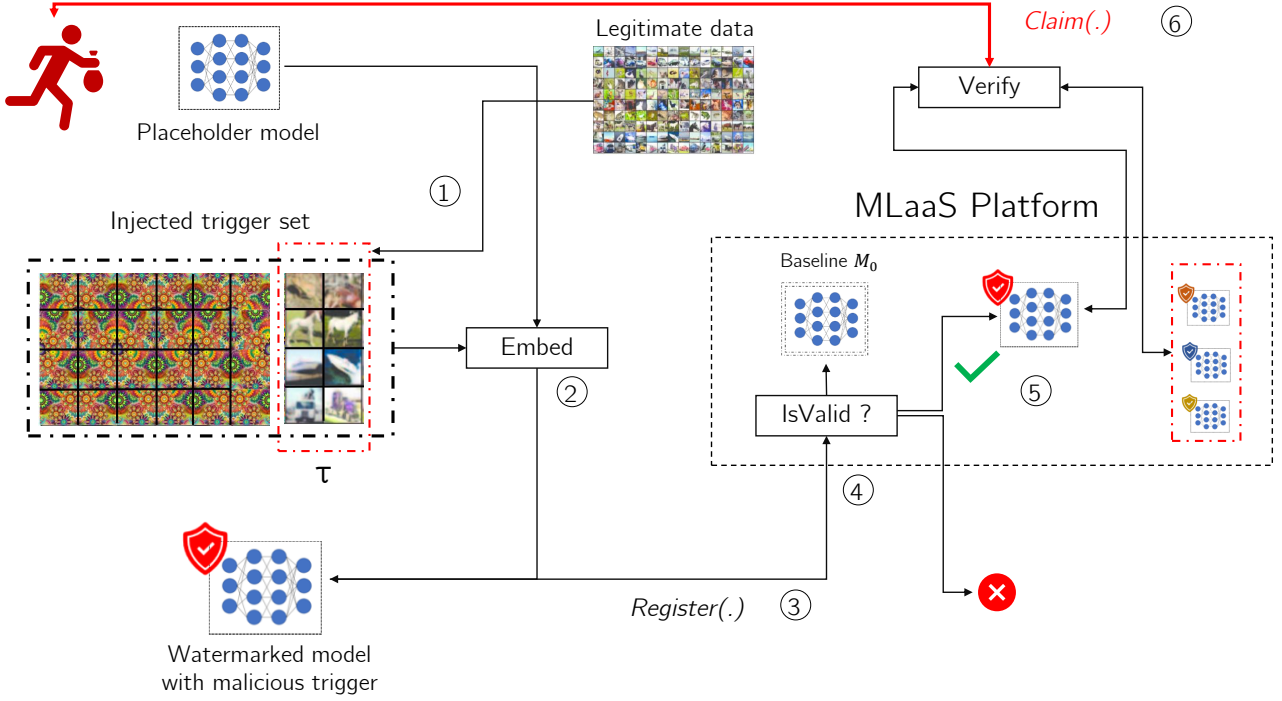 Claim(.)
⑥
Legitimate data
Verify
Placeholder model
①
MLaaS Platform
Injected trigger set
Baseline M₀
Embed
②
⑤
IsValid ?
τ
④
Register(.)
③
Watermarked model
with malicious trigger